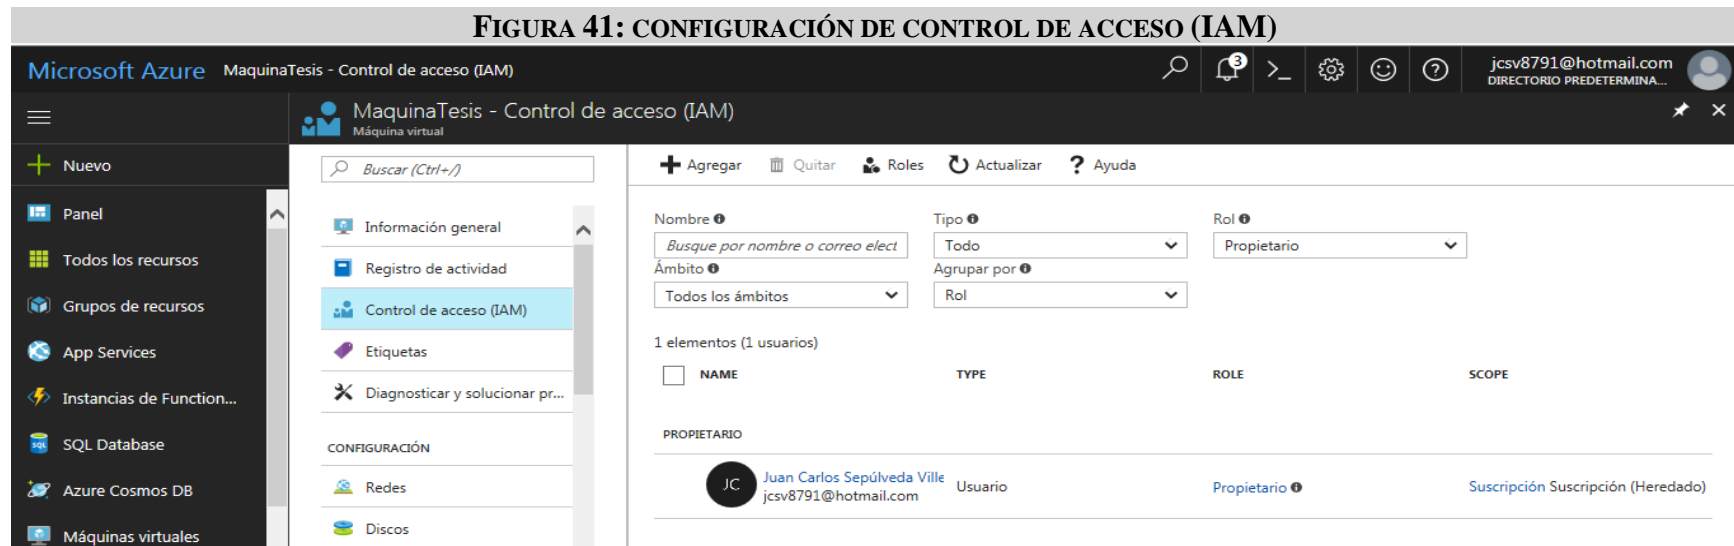 FIGURA 41: CONFIGURACIÓN DE CONTROL DE ACCESO (IAM)
Microsoft Azure MaquinaTesis - Control de acceso (IAM)
3
>_
?
jcsv8791@hotmail.com
DIRECTORIO PREDETERMINA...
MaquinaTesis - Control de acceso (IAM)
Máquina virtual
Nuevo
Panel
Todos los recursos
Grupos de recursos
App Services
Instancias de Function...
SQL Database
Azure Cosmos DB
Máquinas virtuales
Buscar (Ctrl+/)
Información general
Registro de actividad
Control de acceso (IAM)
Etiquetas
Diagnosticar y solucionar pr...
CONFIGURACIÓN
Redes
Discos
Agregar Quitar Roles Actualizar ? Ayuda
Nombre Tipo Rol
Busque por nombre o correo elect Todo Propietario
Ámbito Agrupar por
Todos los ámbitos Rol
1 elementos (1 usuarios)
NAME TYPE ROLE SCOPE
PROPIETARIO
JC Juan Carlos Sepúlveda Ville Usuario Propietario Suscripción Suscripción (Heredado)
jcsv8791@hotmail.com